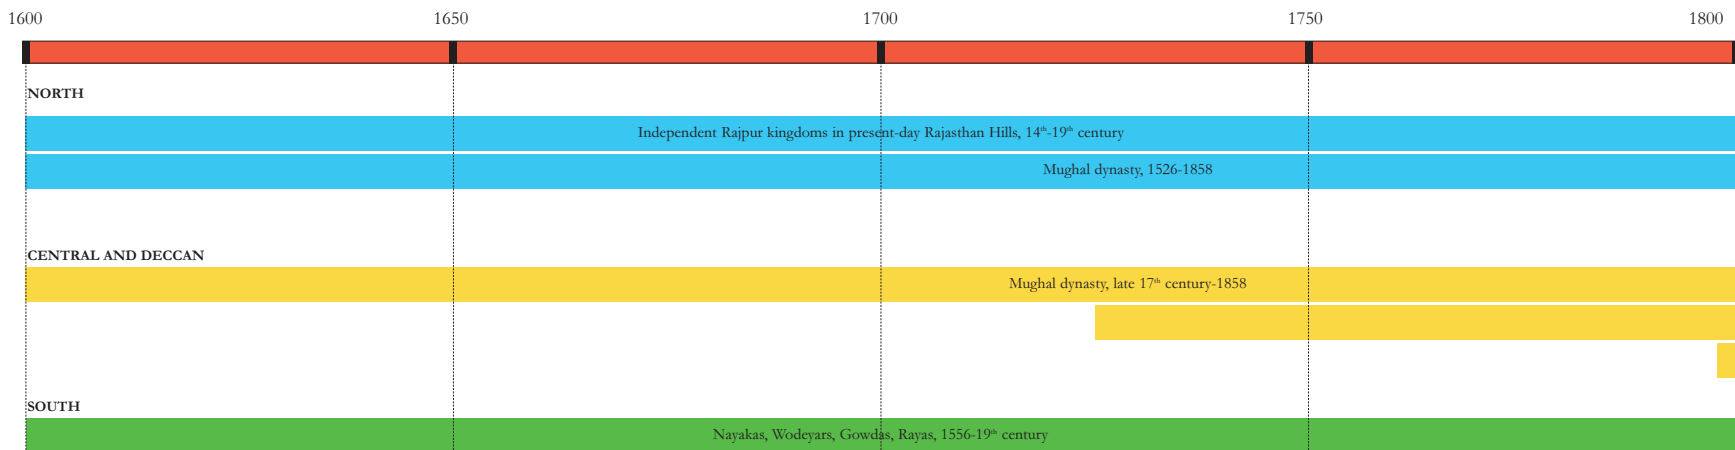 1600 1650 1700 1750 1800
NORTH
Independent Rajpur kingdoms in present-day Rajasthan Hills, 14th-19th century
Mughal dynasty, 1526-1858
CENTRAL AND DECCAN
Mughal dynasty, late 17th century-1858
SOUTH
Nayakas, Wodeyars, Gowdas, Rayas, 1556-19th century